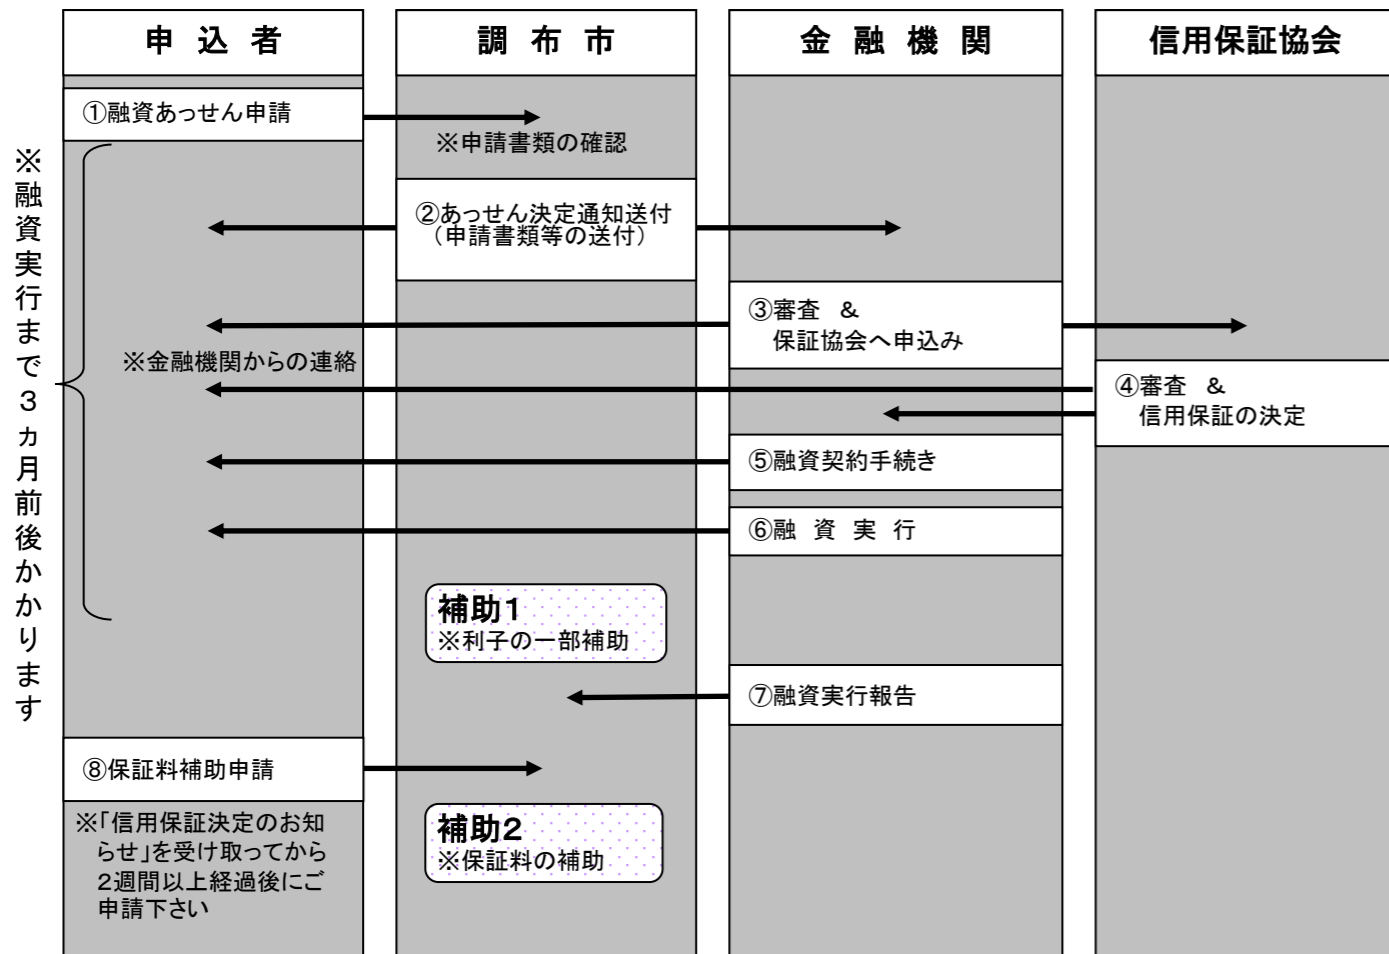 申 込 者
調 布 市
金 融 機 関
信用保証協会
①融資あっせん申請
※申請書類の確認
※融資実行まで３ヵ月前後かかります
②あっせん決定通知送付
（申請書類等の送付）
③審査　＆
保証協会へ申込み
※金融機関からの連絡
④審査　＆
信用保証の決定
⑤融資契約手続き
⑥融　資　実　行
補助１
※利子の一部補助
⑦融資実行報告
⑧保証料補助申請
※「信用保証決定のお知
らせ」を受け取ってから
２週間以上経過後にご
申請下さい
補助２
※保証料の補助